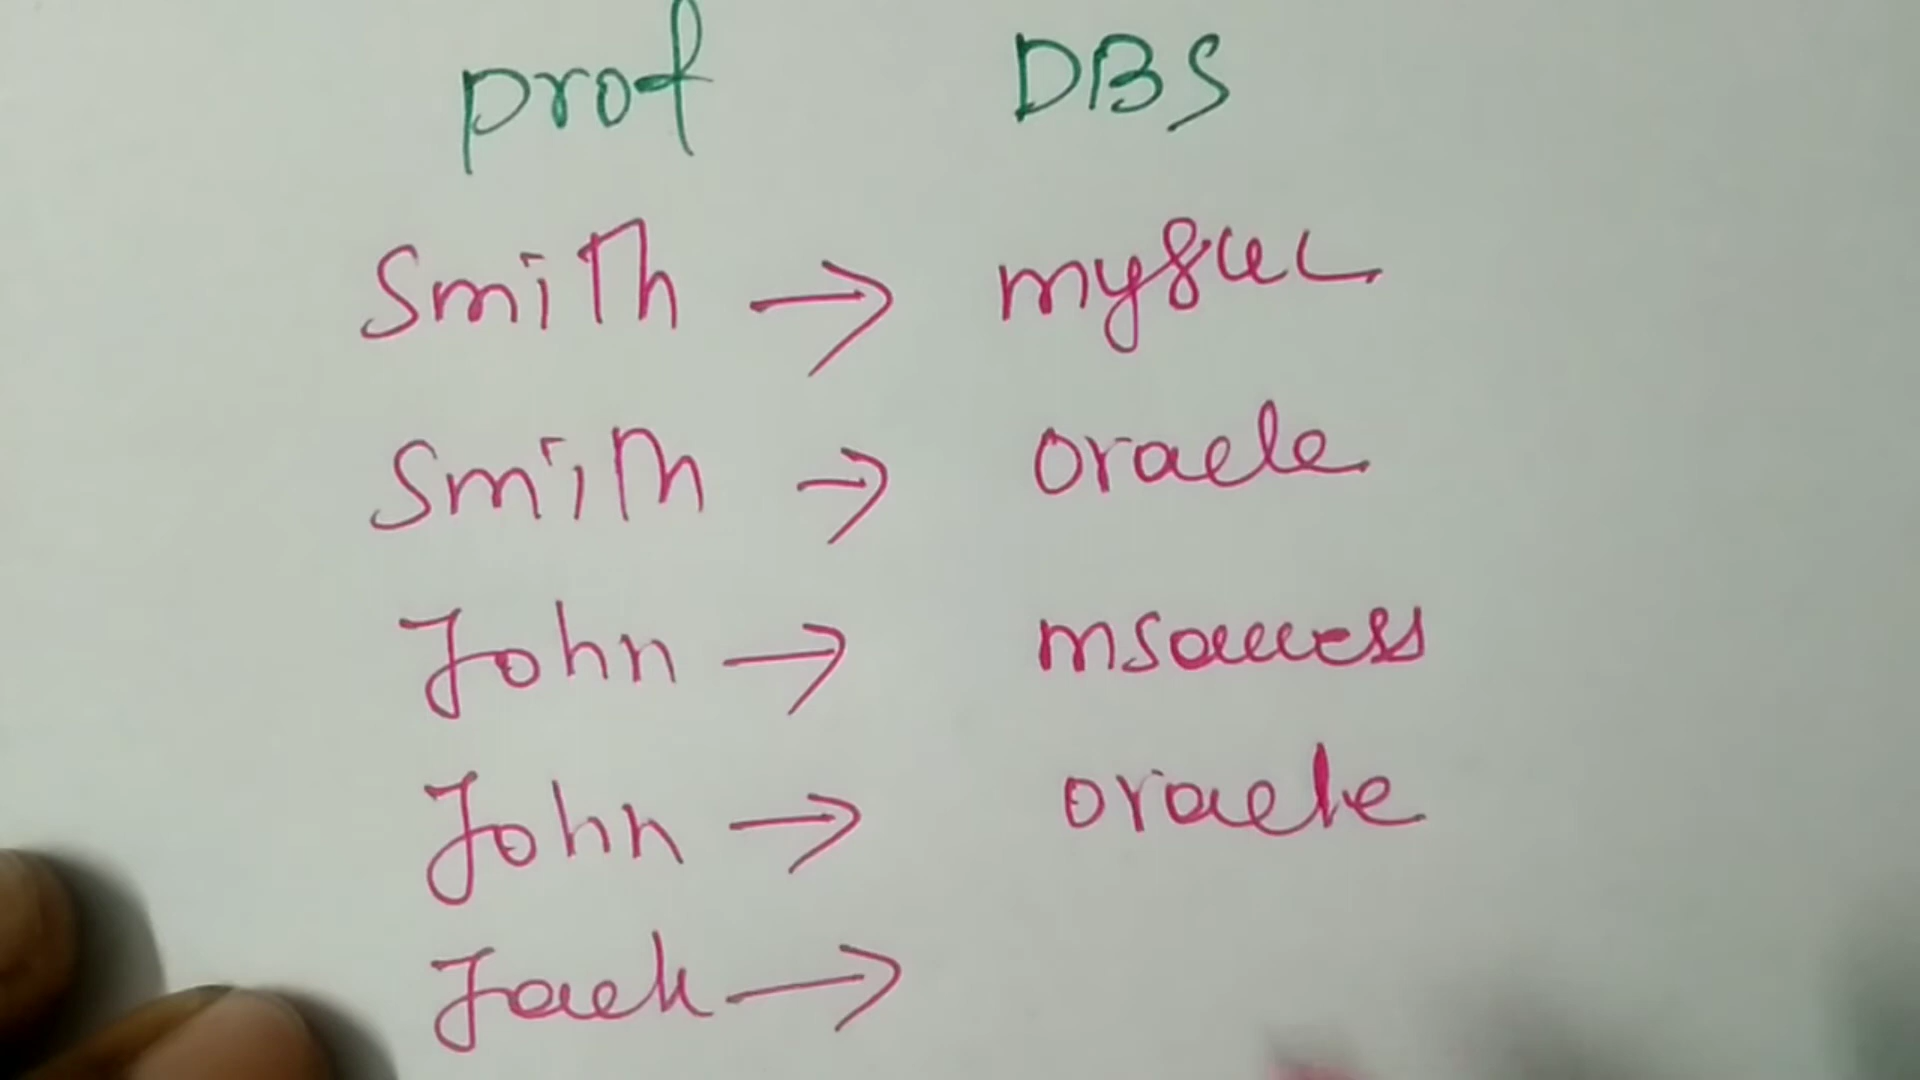 prof DBS
Smith → mysql
Smith → oracle
John → msaccess
John → oracle
Jack →